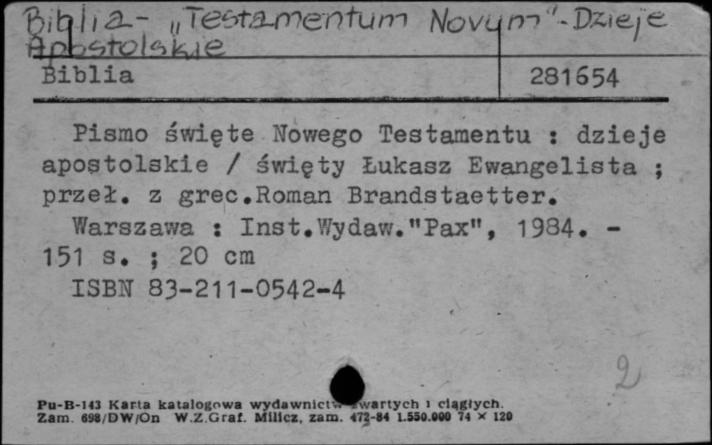 Biblia - „Testamentum Novum" - Dzieje
Apostolskie
Biblia 281654
Pismo święte Nowego Testamentu : dzieje
apostolskie / święty Łukasz Ewangelista ;
przeł. z grec.Roman Brandstaetter.
Warszawa : Inst.Wydaw."Pax", 1984. -
151 s. ; 20 cm
ISBN 83-211-0542-4
2
Pu-B-143 Karta katalogowa wydawnictw zwartych i ciągłych.
Zam. 698/DW/On W.Z.Graf. Milicz, zam. 472-84 1.550.000 74 × 120